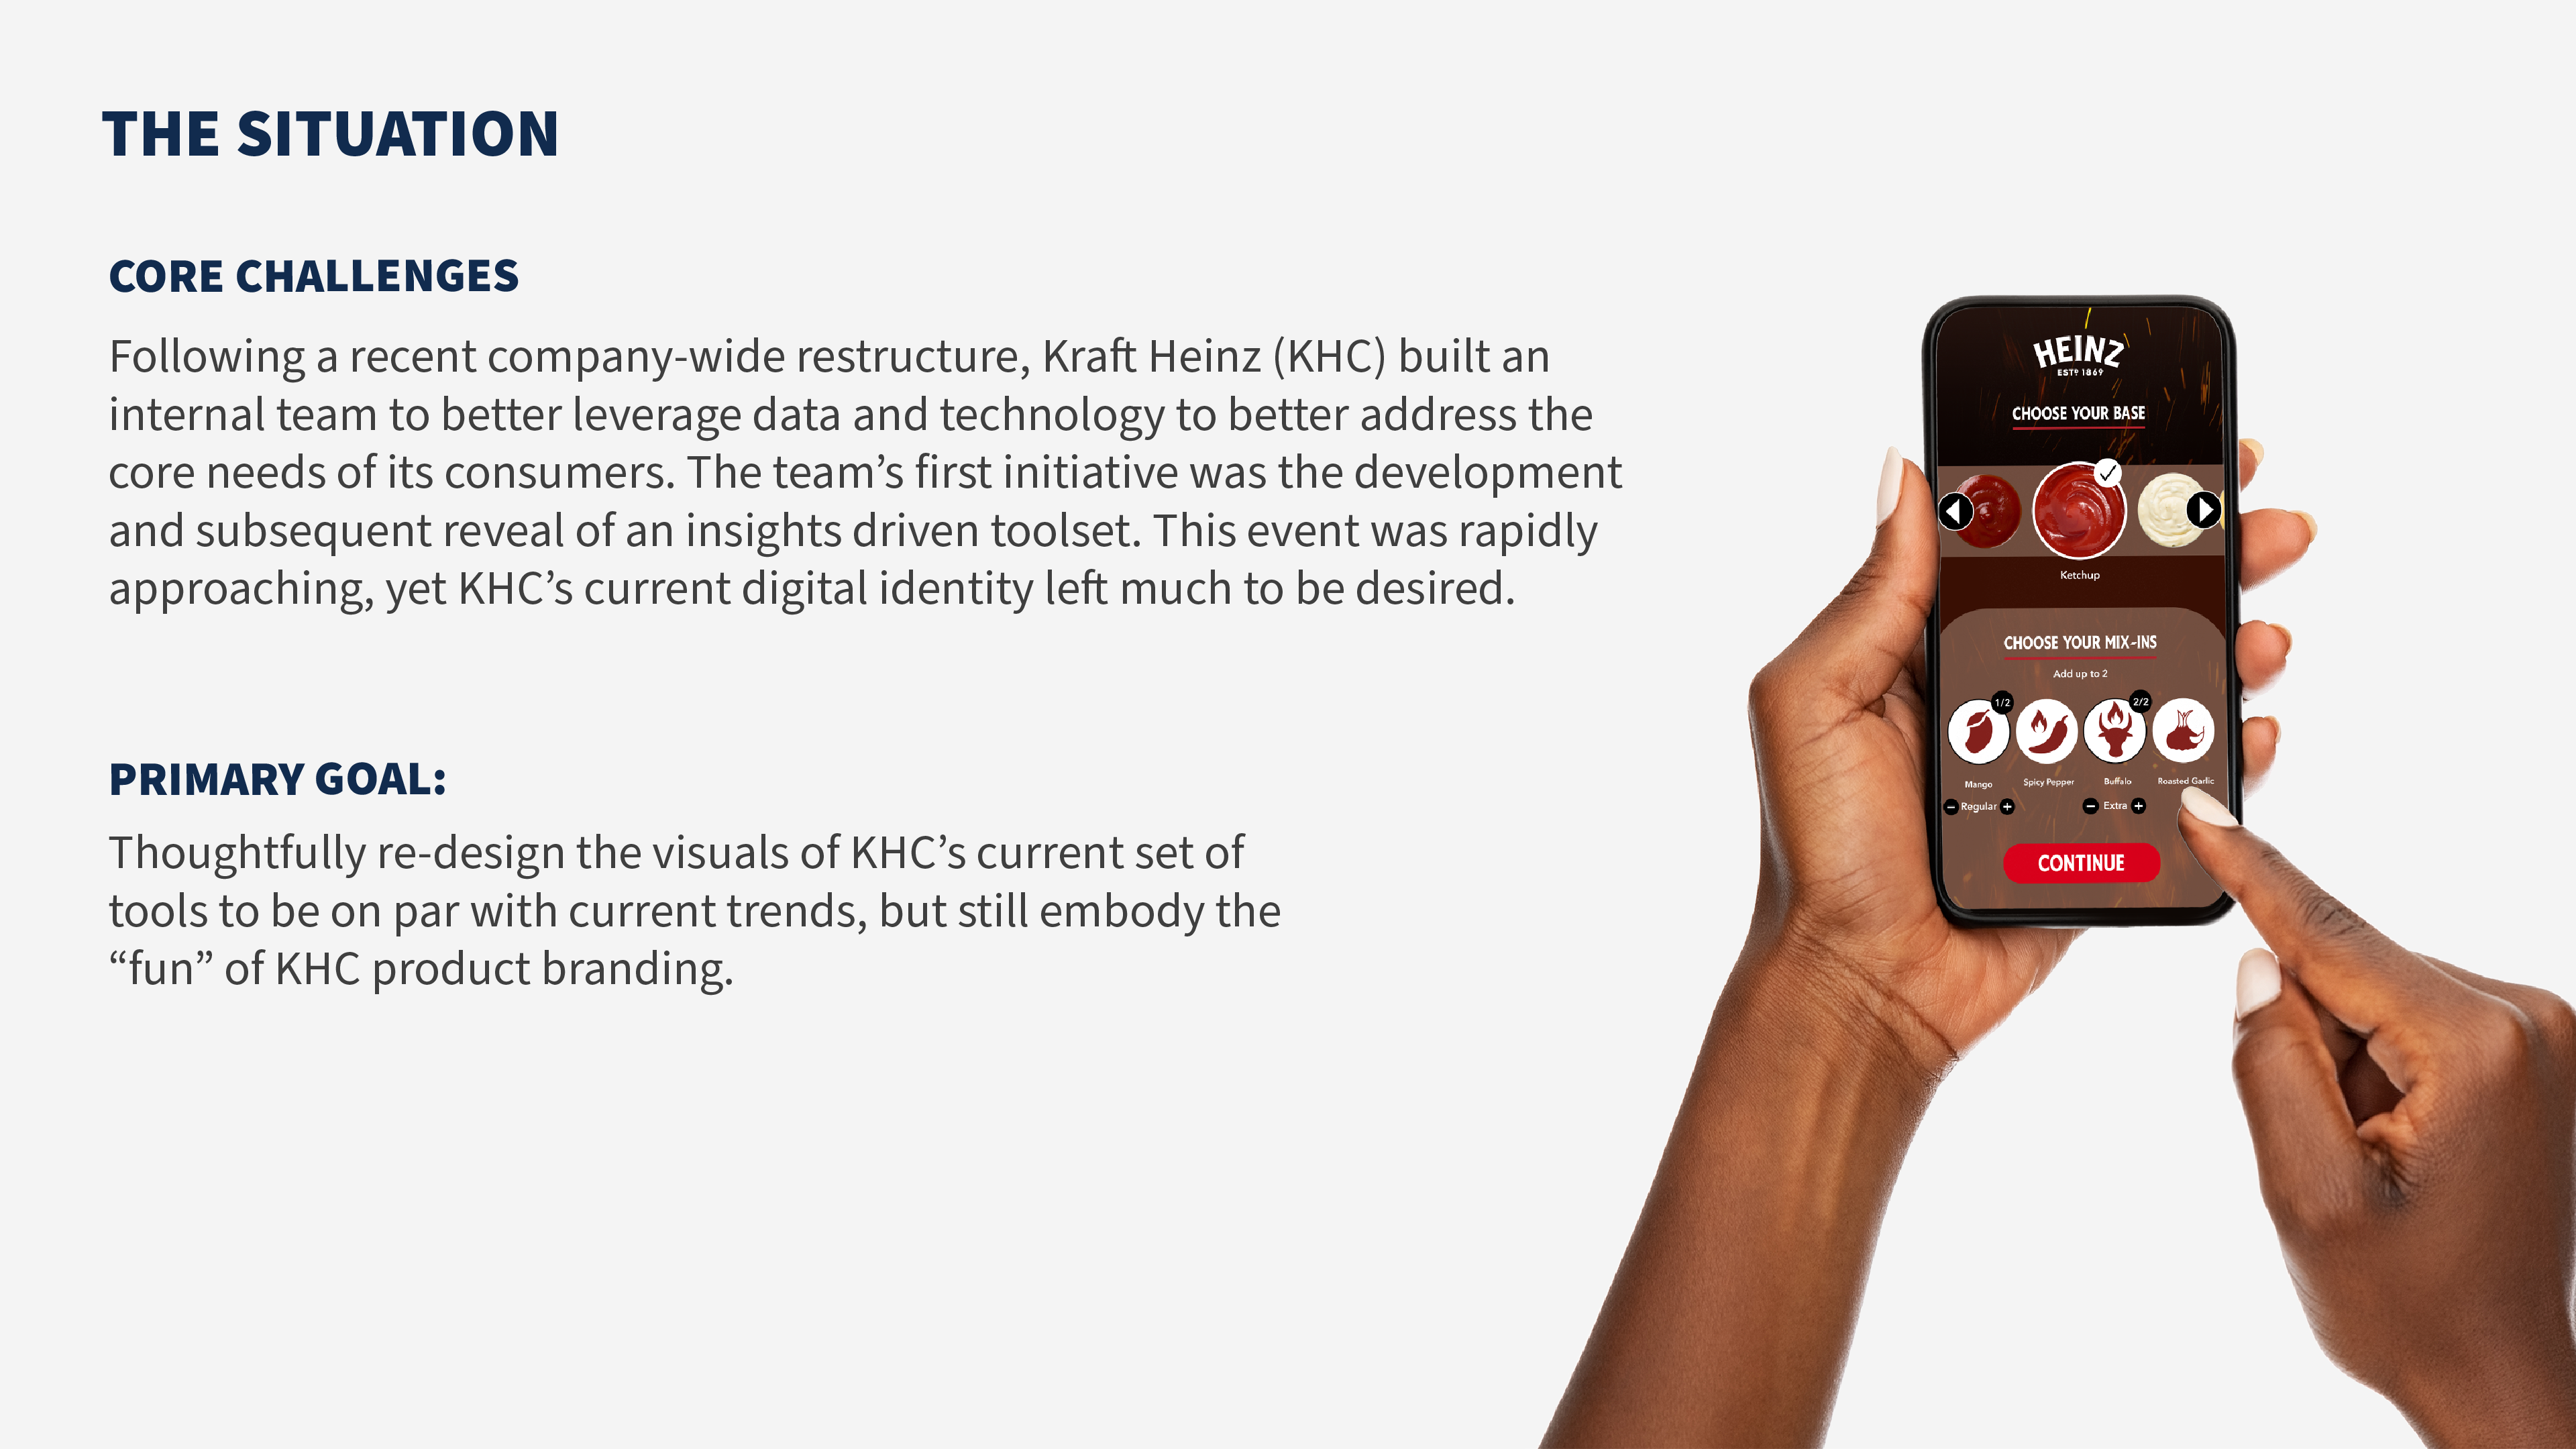 THE SITUATION
CORE CHALLENGES
Following a recent company-wide restructure, Kraft Heinz (KHC) built an
internal team to better leverage data and technology to better address the
core needs of its consumers. The team’s first initiative was the development
and subsequent reveal of an insights driven toolset. This event was rapidly
approaching, yet KHC’s current digital identity left much to be desired.
PRIMARY GOAL:
Thoughtfully re-design the visuals of KHC’s current set of
tools to be on par with current trends, but still embody the
“fun” of KHC product branding.
HEINZ
ESTD 1869
CHOOSE YOUR BASE
Ketchup
CHOOSE YOUR MIX-INS
Add up to 2
1/2 2/2
Mango Spicy Pepper Buffalo Roasted Garlic
− Regular + − Extra +
CONTINUE